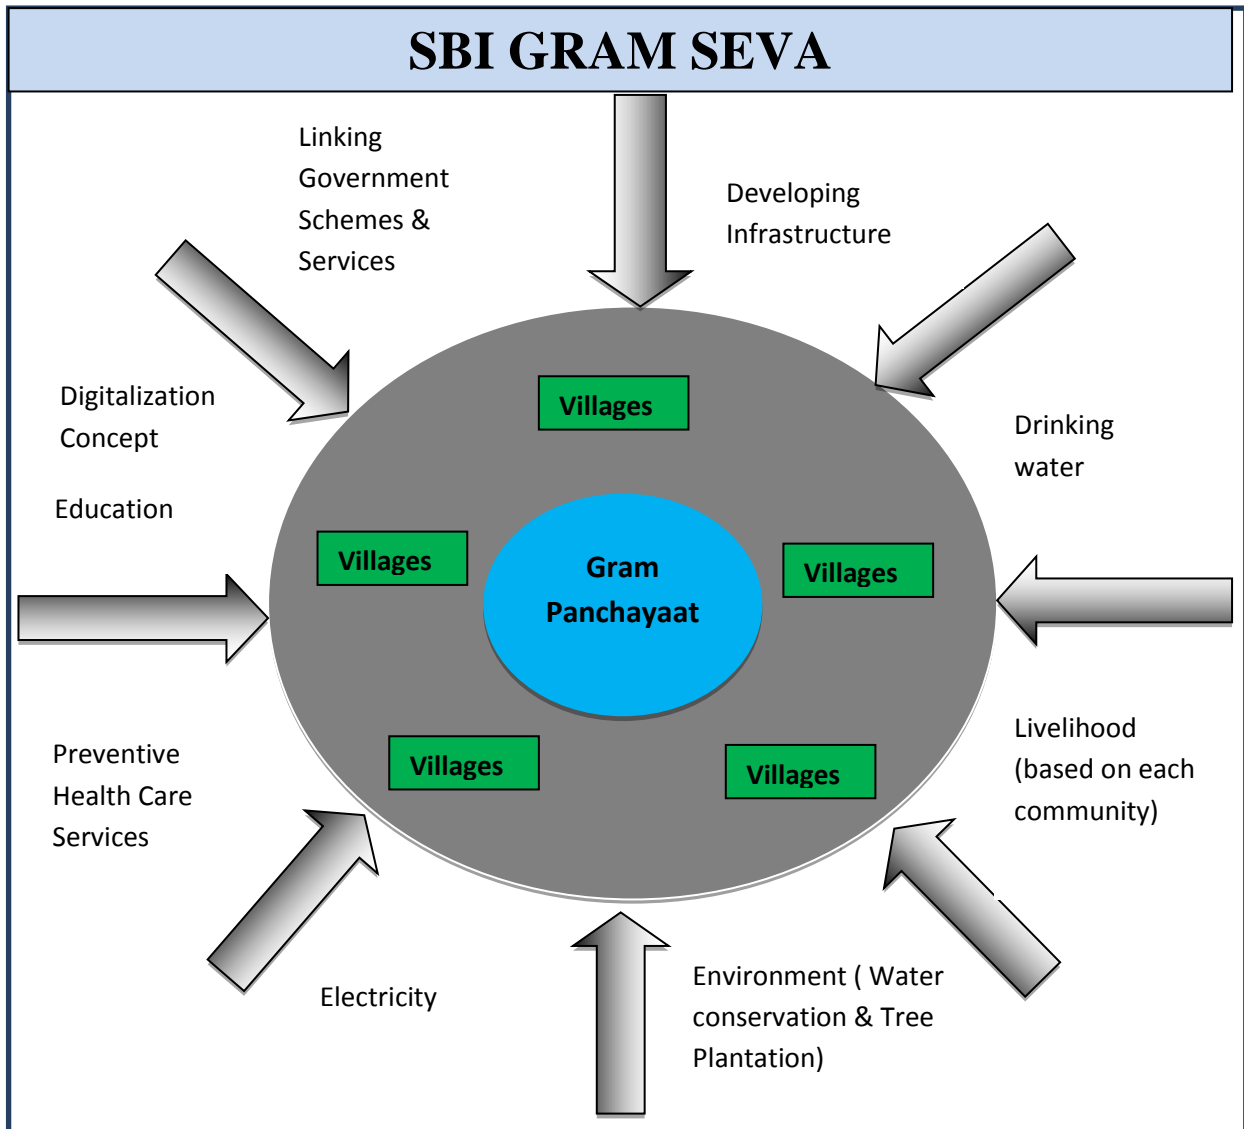 SBI GRAM SEVA
Linking
Government
Schemes &
Services
Developing
Infrastructure
Digitalization
Concept
Education
Drinking
water
Villages
Villages
Villages
Gram
Panchayaat
Villages
Villages
Preventive
Health Care
Services
Livelihood
(based on each
community)
Electricity
Environment ( Water
conservation & Tree
Plantation)